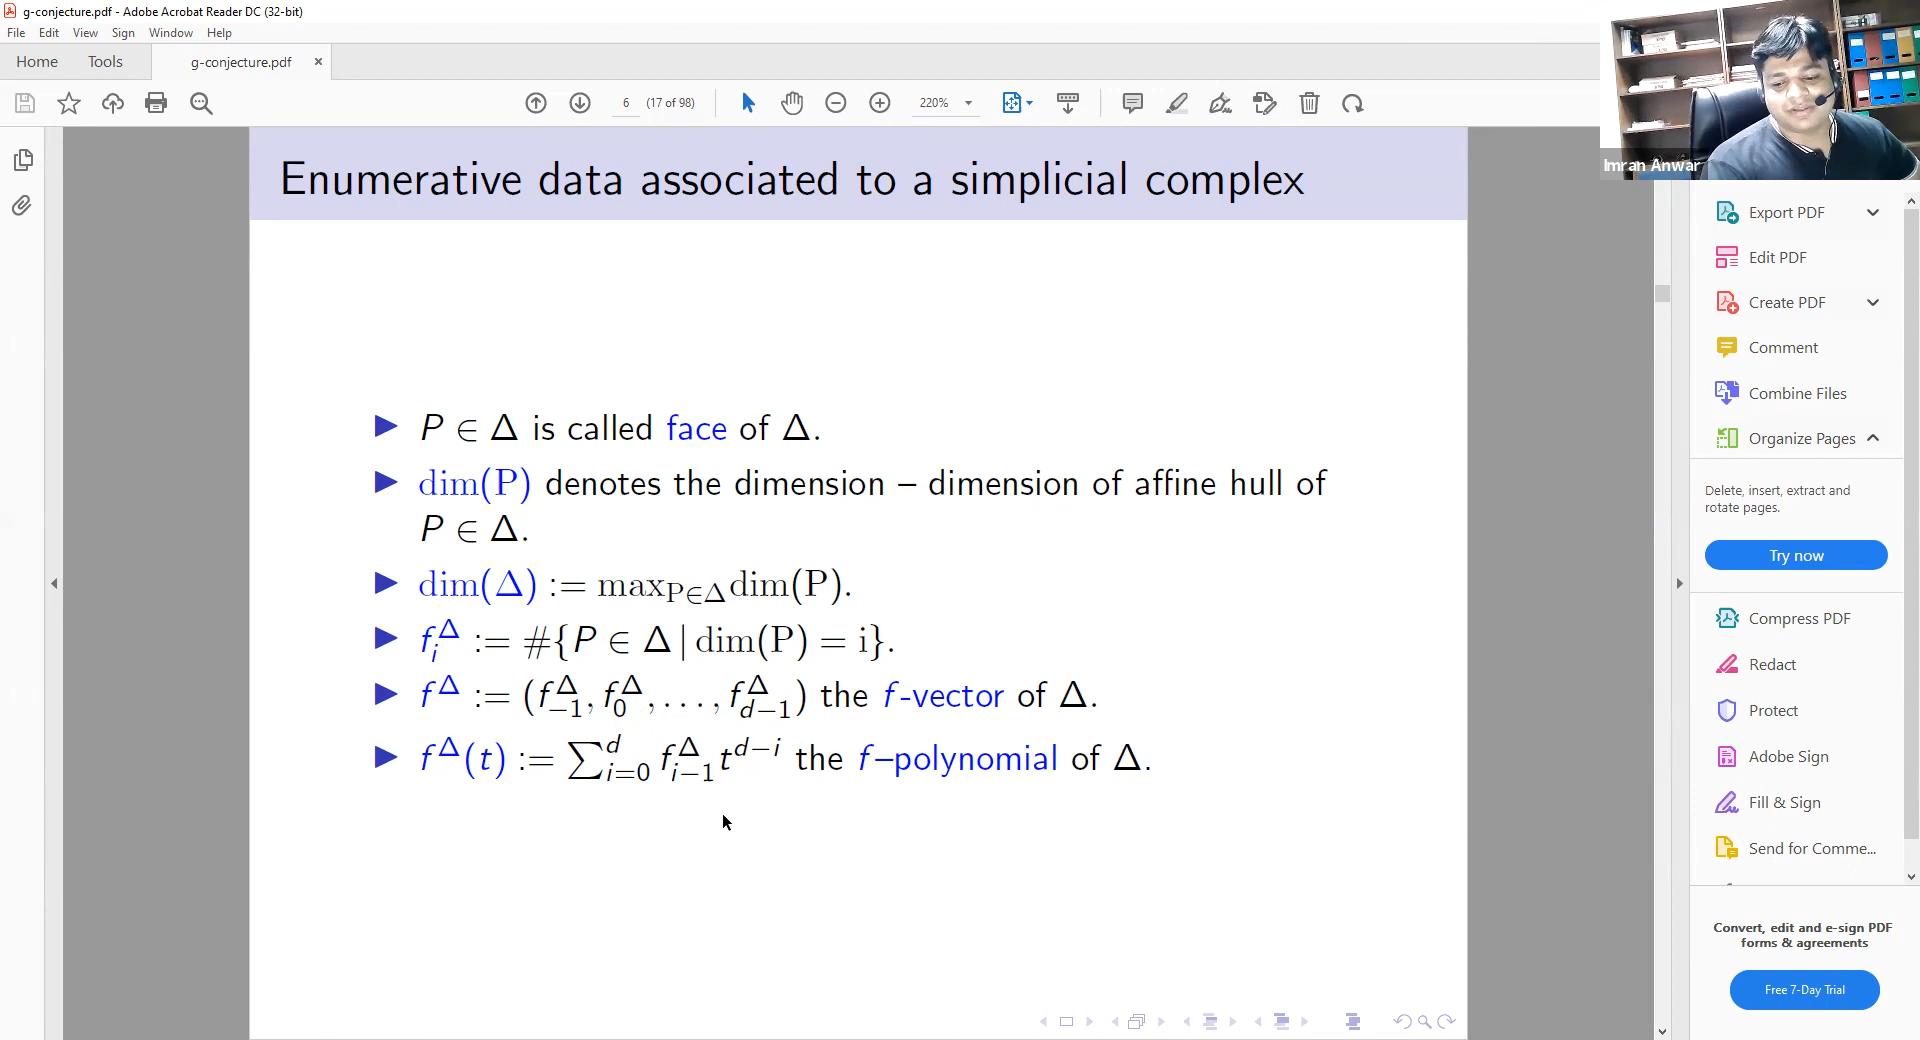 g-conjecture.pdf - Adobe Acrobat Reader DC (32-bit)
File Edit View Sign Window Help
Home Tools g-conjecture.pdf ×
6 (17 of 98) 220%
Imran Anwar
Enumerative data associated to a simplicial complex
▶ P ∈ Δ is called face of Δ.
▶ dim(P) denotes the dimension – dimension of affine hull of
P ∈ Δ.
▶ dim(Δ) := max_{P∈Δ} dim(P).
▶ f_i^Δ := #{P ∈ Δ | dim(P) = i}.
▶ f^Δ := (f_{-1}^Δ, f_0^Δ, . . . , f_{d−1}^Δ) the f-vector of Δ.
▶ f^Δ(t) := ∑_{i=0}^d f_{i−1}^Δ t^{d−i} the f–polynomial of Δ.
Export PDF
Edit PDF
Create PDF
Comment
Combine Files
Organize Pages
Delete, insert, extract and
rotate pages.
Try now
Compress PDF
Redact
Protect
Adobe Sign
Fill & Sign
Send for Comme...
Convert, edit and e-sign PDF
forms & agreements
Free 7-Day Trial